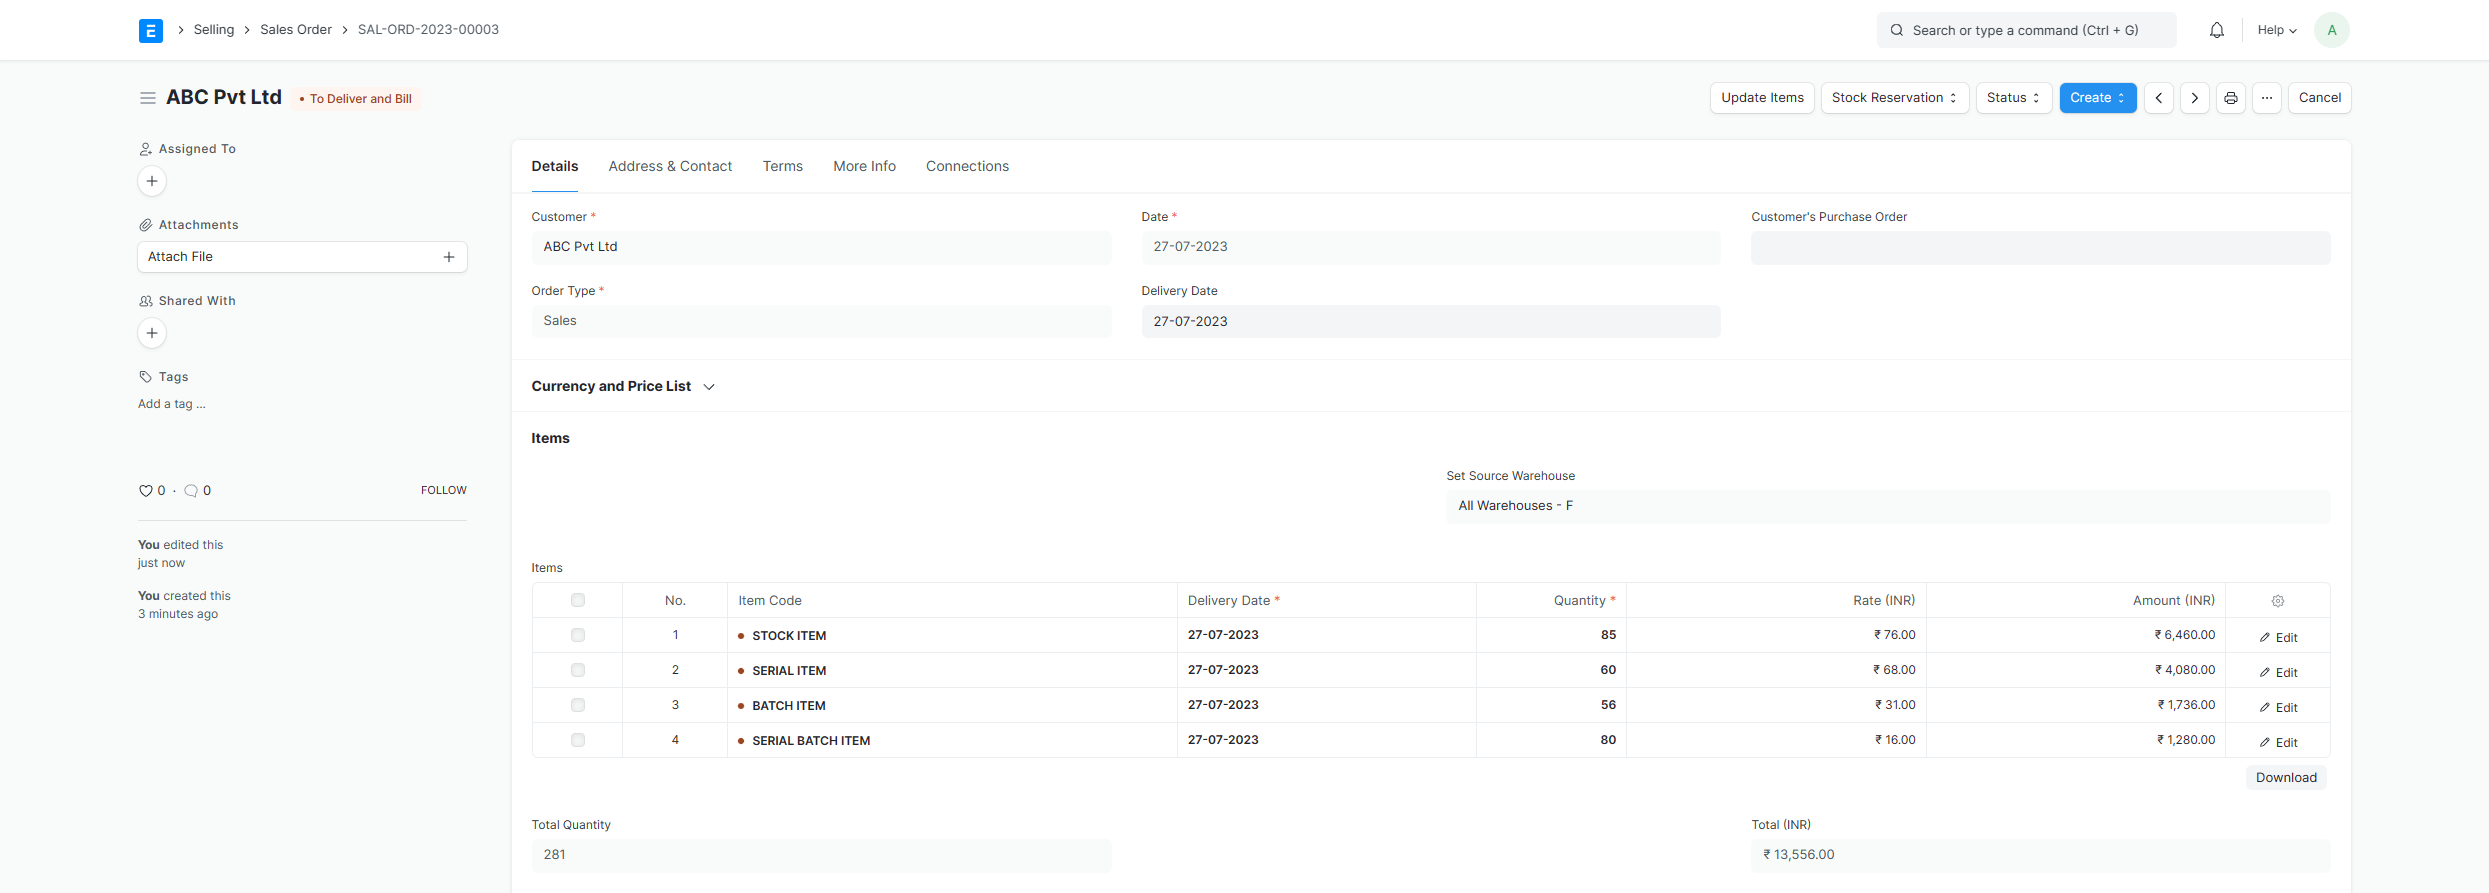 E > Selling > Sales Order > SAL-ORD-2023-00003
Search or type a command (Ctrl + G)
Help
A
ABC Pvt Ltd
• To Deliver and Bill
Update Items
Stock Reservation
Status
Create
Cancel
Assigned To
Attachments
Attach File
Shared With
Tags
Add a tag ...
0 · 0
FOLLOW
You edited this
just now
You created this
3 minutes ago
Details Address & Contact Terms More Info Connections
Customer * Date * Customer's Purchase Order
ABC Pvt Ltd 27-07-2023
Order Type * Delivery Date
Sales 27-07-2023
Currency and Price List
Items
Set Source Warehouse
All Warehouses - F
Items
No. Item Code Delivery Date * Quantity * Rate (INR) Amount (INR)
1 • STOCK ITEM 27-07-2023 85 ₹ 76.00 ₹ 6,460.00 Edit
2 • SERIAL ITEM 27-07-2023 60 ₹ 68.00 ₹ 4,080.00 Edit
3 • BATCH ITEM 27-07-2023 56 ₹ 31.00 ₹ 1,736.00 Edit
4 • SERIAL BATCH ITEM 27-07-2023 80 ₹ 16.00 ₹ 1,280.00 Edit
Download
Total Quantity Total (INR)
281 ₹ 13,556.00